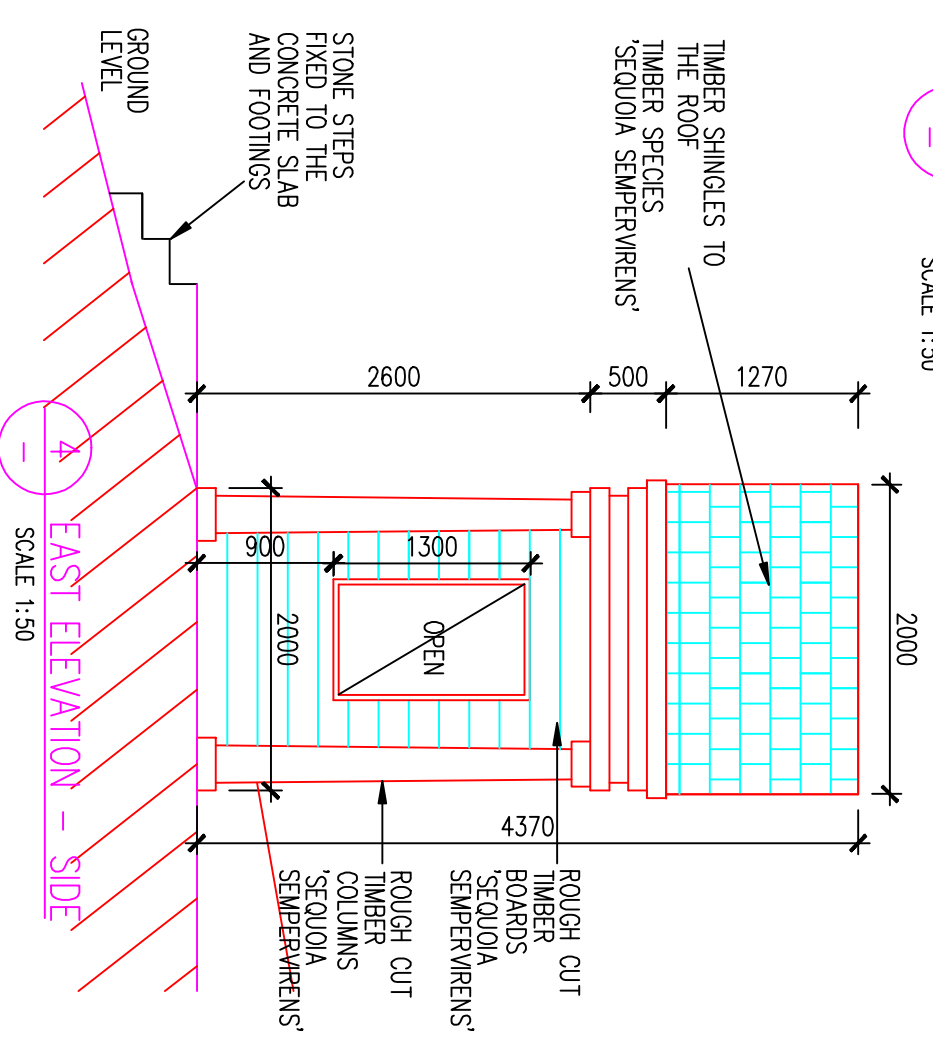 SCALE 1:50
–
TIMBER SHINGLES TO
THE ROOF
TIMBER SPECIES
'SEQUOIA SEMPERVIRENS'
STONE STEPS
FIXED TO THE
CONCRETE SLAB
AND FOOTINGS
GROUND
LEVEL
1270
500
2600
2000
1300
900
OPEN
2000
4370
ROUGH CUT
TIMBER
BOARDS
'SEQUOIA
SEMPERVIRENS'
ROUGH CUT
TIMBER
COLUMNS
'SEQUOIA
SEMPERVIRENS'
4
–
EAST ELEVATION – SIDE
SCALE 1:50